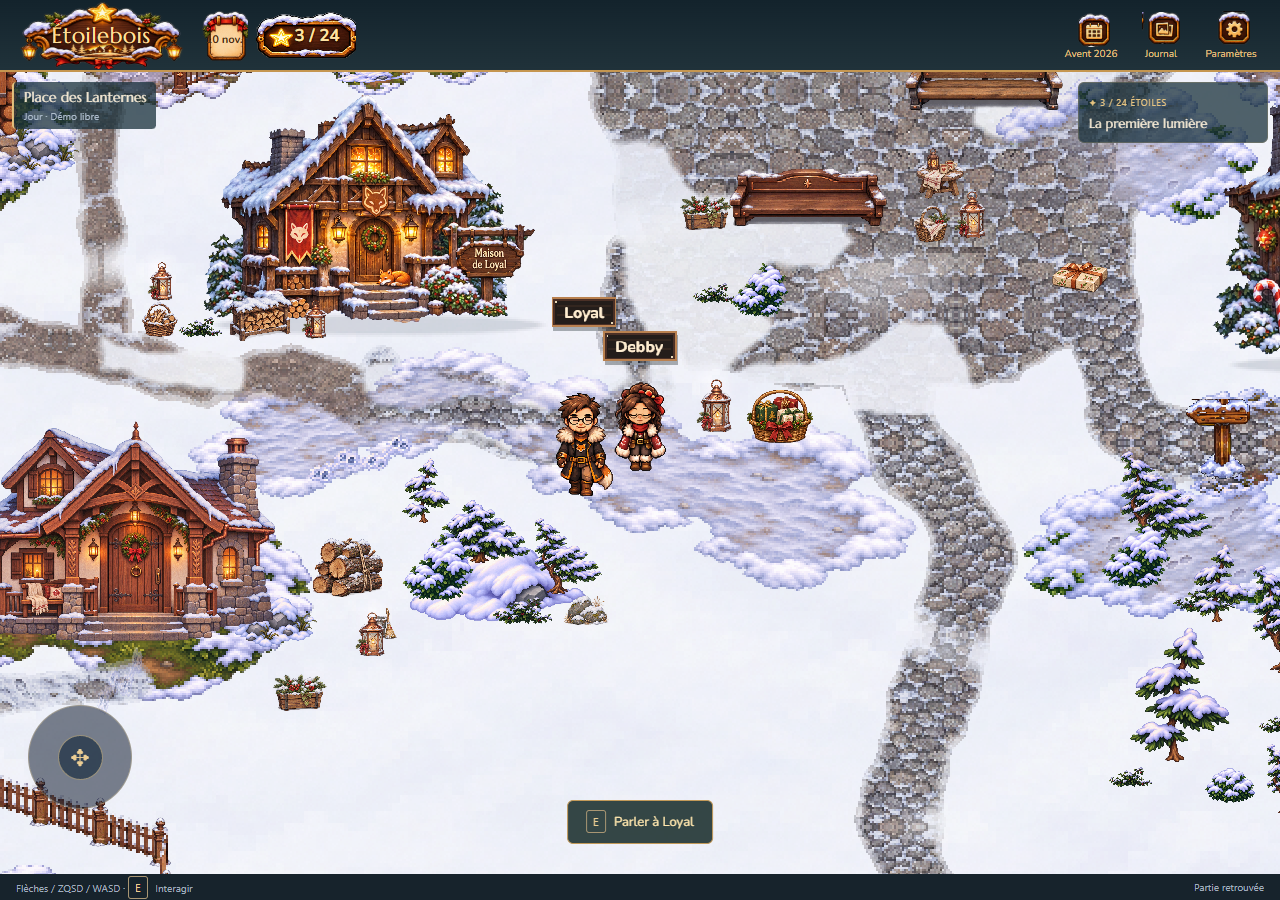 Etoilebois
0 nov.
3 / 24
Avent 2026
Journal
Paramètres
Place des Lanternes
Jour · Démo libre
✦ 3 / 24 ÉTOILES
La première lumière
Maison
de Loyal
Loyal
Debby
E Parler à Loyal
Flèches / ZQSD / WASD · E Interagir
Partie retrouvée